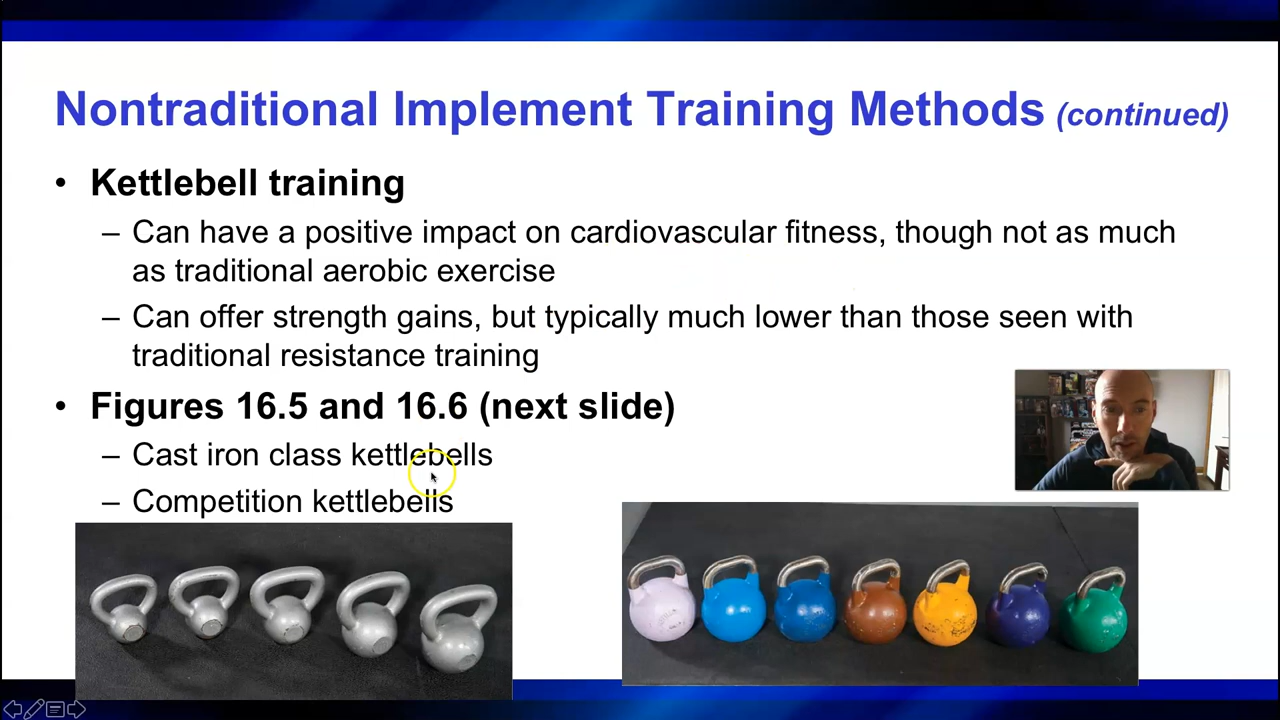 Nontraditional Implement Training Methods (continued)
• Kettlebell training
– Can have a positive impact on cardiovascular fitness, though not as much
as traditional aerobic exercise
– Can offer strength gains, but typically much lower than those seen with
traditional resistance training
• Figures 16.5 and 16.6 (next slide)
– Cast iron class kettlebells
– Competition kettlebells